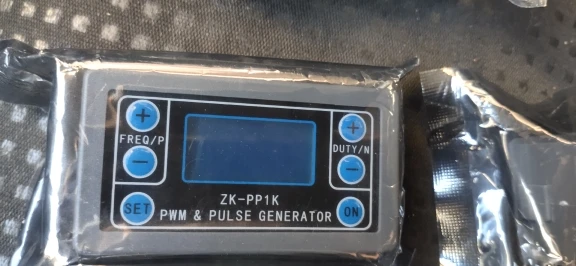 + +
FREQ/P DUTY/N
− −
SET ZK-PP1K ON
PWM & PULSE GENERATOR